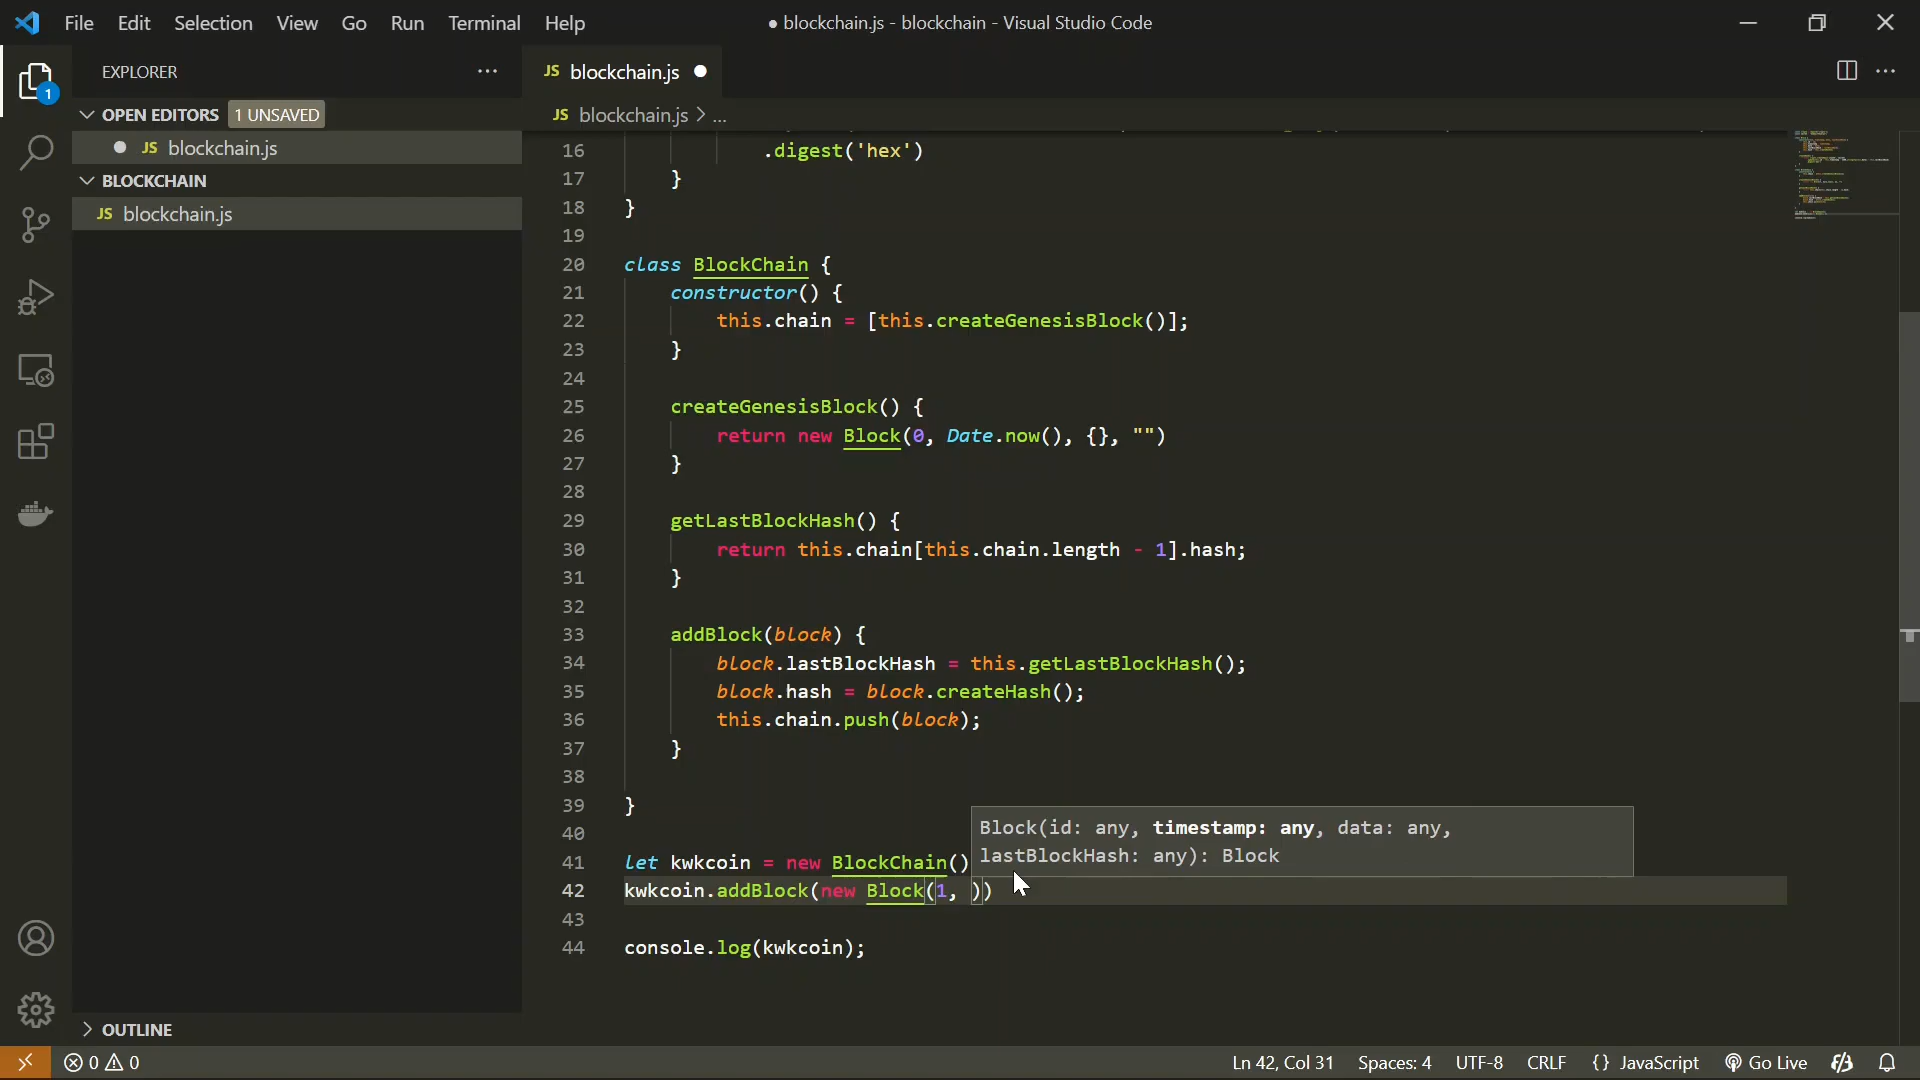 File Edit Selection View Go Run Terminal Help
● blockchain.js - blockchain - Visual Studio Code
EXPLORER
1
OPEN EDITORS 1 UNSAVED
JS blockchain.js
BLOCKCHAIN
JS blockchain.js
OUTLINE
JS blockchain.js ●
JS blockchain.js > ...
16 .digest('hex')
17 }
18 }
19
20 class BlockChain {
21 constructor() {
22 this.chain = [this.createGenesisBlock()];
23 }
24
25 createGenesisBlock() {
26 return new Block(0, Date.now(), {}, "")
27 }
28
29 getLastBlockHash() {
30 return this.chain[this.chain.length - 1].hash;
31 }
32
33 addBlock(block) {
34 block.lastBlockHash = this.getLastBlockHash();
35 block.hash = block.createHash();
36 this.chain.push(block);
37 }
38
39 }
40
Block(id: any, timestamp: any, data: any,
lastBlockHash: any): Block
41 let kwkcoin = new BlockChain()
42 kwkcoin.addBlock(new Block(1, ))
43
44 console.log(kwkcoin);
0 0
Ln 42, Col 31 Spaces: 4 UTF-8 CRLF {} JavaScript Go Live